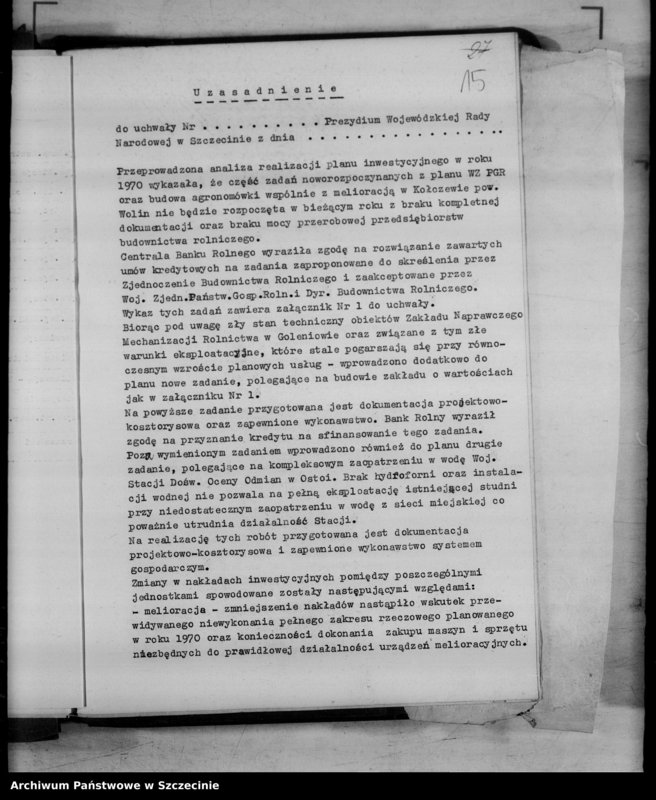 27
15
Uzasadnienie
do uchwały Nr . . . . . . . . . . Prezydium Wojewódzkiej Rady
Narodowej w Szczecinie z dnia . . . . . . . . . . . . . . . . . .
Przeprowadzona analiza realizacji planu inwestycyjnego w roku
1970 wykazała, że część zadań noworozpoczynanych z planu WZ PGR
oraz budowa agronomówki wspólnie z melioracją w Kołczewie pow.
Wolin nie będzie rozpoczęta w bieżącym rcku z braku kompletnej
dokumentacji oraz braku mocy przerobowej przedsiębiorstw
budownictwa rolniczego.
Centrala Banku Rolnego wyraziła zgodę na rozwiązanie zawartych
umów kredytowych na zadania zaproponowane do skreślenia przez
Zjednoczenie Budownictwa Rolniczego i zaakceptowane przez
Woj. Zjedn.Państw.Gosp.Roln.i Dyr. Budownictwa Rolniczego.
Wykaz tych zadań zawiera załącznik Nr 1 do uchwały.
Biorąc pod uwagę zły stan techniczny obiektów Zakładu Naprawczego
Mechanizacji Rolnictwa w Goleniowie oraz związane z tym złe
warunki eksploatacyjne, które stale pogarszają się przy równo-
czesnym wzroście planowych usług - wprowadzono dodatkowo do
planu nowe zadanie, polegające na budowie zakładu o wartościach
jak w załączniku Nr 1.
Na powyższe zadanie przygotowana jest dokumentacja projektowo-
kosztorysowa oraz zapewnione wykonawstwo. Bank Rolny wyraził
zgodę na przyznanie kredytu na sfinansowanie tego zadania.
Poza wymienionym zadaniem wprowadzono również do planu drugie
zadanie, polegające na kompleksowym zaopatrzeniu w wodę Woj.
Stacji Dośw. Oceny Odmian w Ostoi. Brak hydroforni oraz instala-
cji wodnej nie pozwala na pełną eksplostację istniejącej studni
przy niedostatecznym zaopatrzeniu w wodę z sieci miejskiej co
poważnie utrudnia działalność Stacji.
Na realizację tych robót przygotowana jest dokumentacja
projektowo-kosztorysowa i zapewnione wykonawstwo systemem
gospodarczym.
Zmiany w nakładach inwestycyjnych pomiędzy poszczególnymi
jednostkami spowodowane zostały następującymi względami:
- melioracja - zmniejszenie nakładów nastąpiło wskutek prze-
widywanego niewykonania pełnego zakresu rzeczowego planowanego
w roku 1970 oraz konieczności dokonania zakupu maszyn i sprzętu
niezbędnych do prawidłowej działalności urządzeń melioracyjnych.
Archiwum Państwowe w Szczecinie